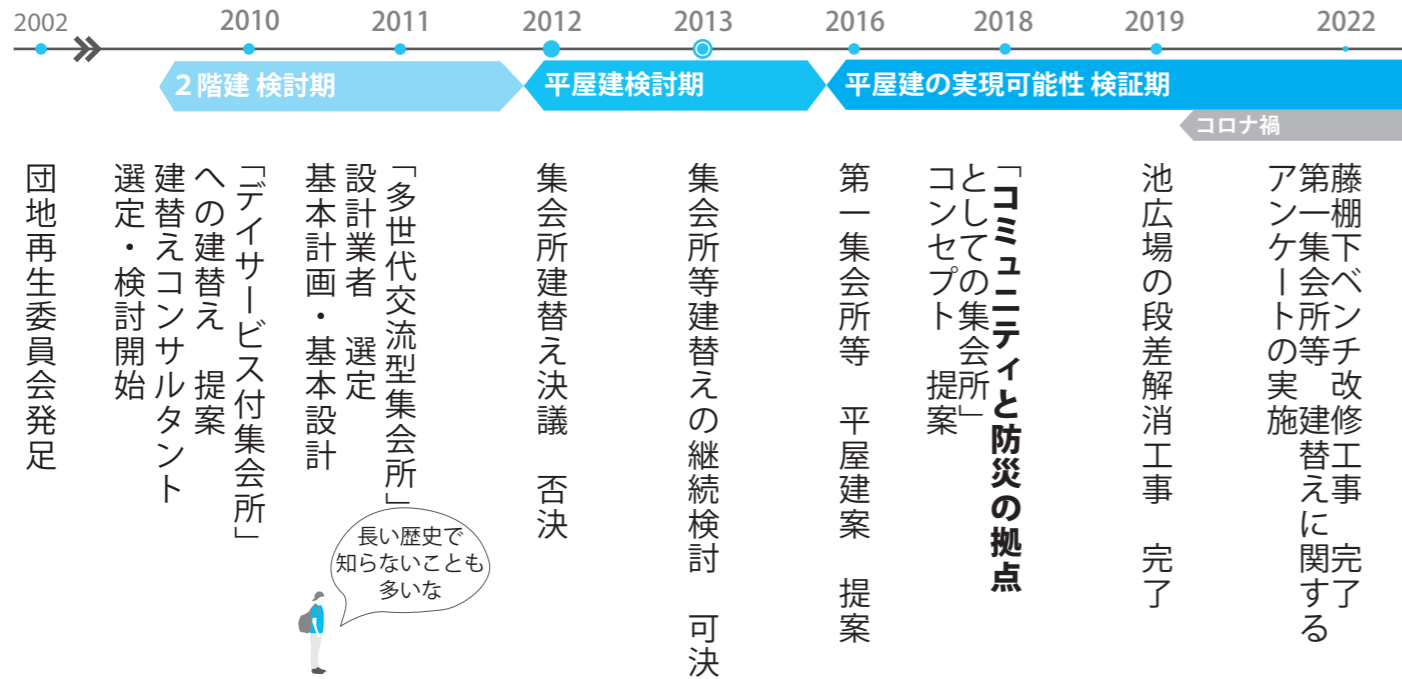 2002
2010
2011
2012
2013
2016
2018
2019
2022
2階建 検討期
平屋建検討期
平屋建の実現可能性 検証期
コロナ禍
団地再生委員会発足
「デイサービス付集会所」
への建替え 提案
建替えコンサルタント
選定・検討開始
「多世代交流型集会所」
設計業者 選定
基本計画・基本設計
集会所建替え決議 否決
集会所等建替えの継続検討 可決
第一集会所等 平屋建案 提案
「コミュニティと防災の拠点
としての集会所」
コンセプト 提案
池広場の段差解消工事 完了
藤棚下ベンチ改修工事 完了
第一集会所等 建替えに関する
アンケートの実施
長い歴史で
知らないことも
多いな